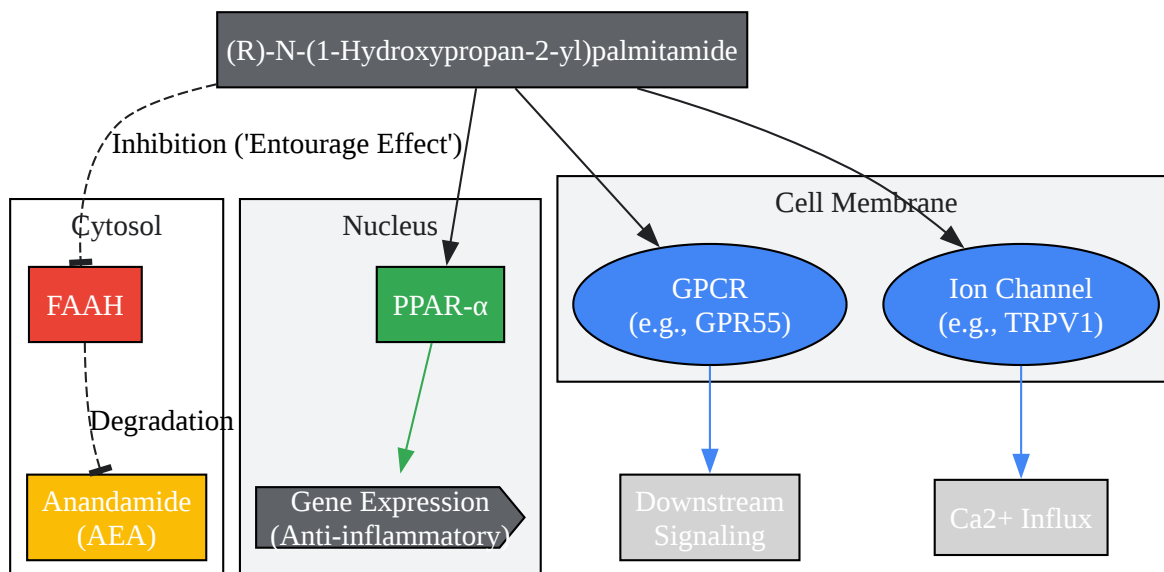 (R)-N-(1-Hydroxypropan-2-yl)palmitamide
Inhibition ('Entourage Effect')
Cytosol
Nucleus
Cell Membrane
FAAH
PPAR-α
GPCR
(e.g., GPR55)
Ion Channel
(e.g., TRPV1)
Degradation
Anandamide
(AEA)
Gene Expression
(Anti-inflammatory)
Downstream
Signaling
Ca2+ Influx